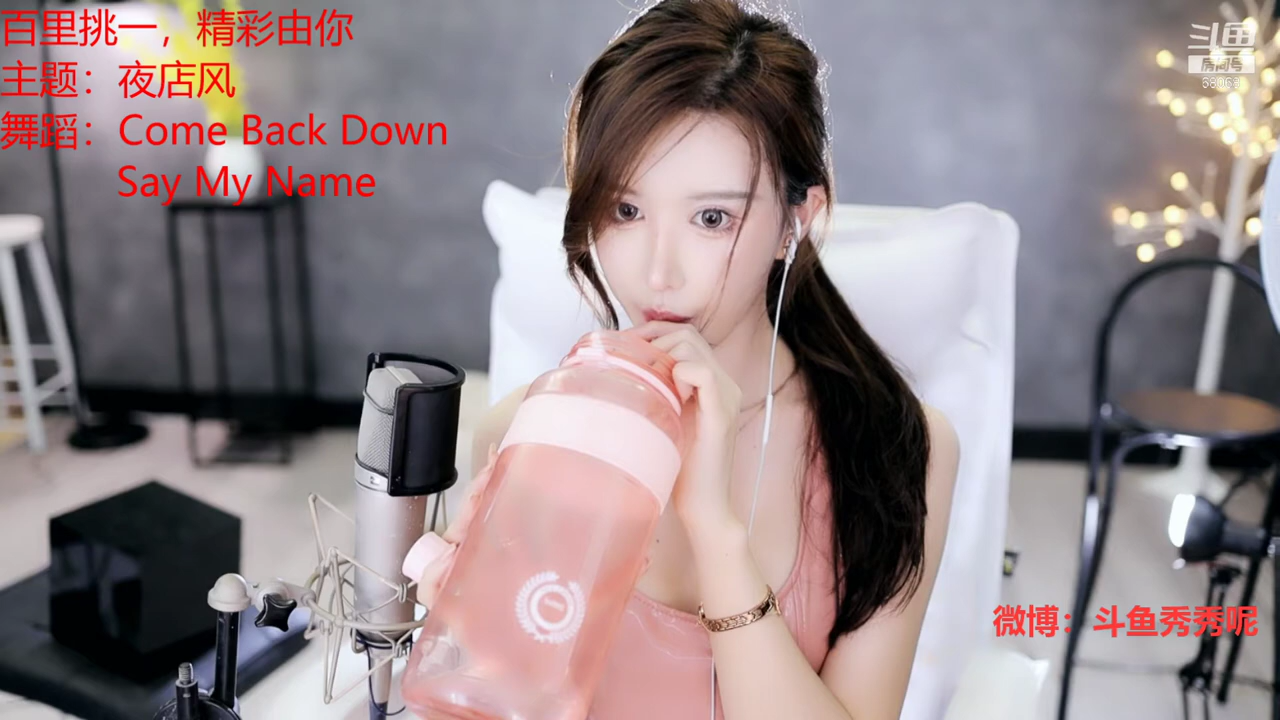 百里挑一，精彩由你
主题：夜店风
舞蹈：Come Back Down
Say My Name
斗鱼
房间号
微博：斗鱼秀秀呢